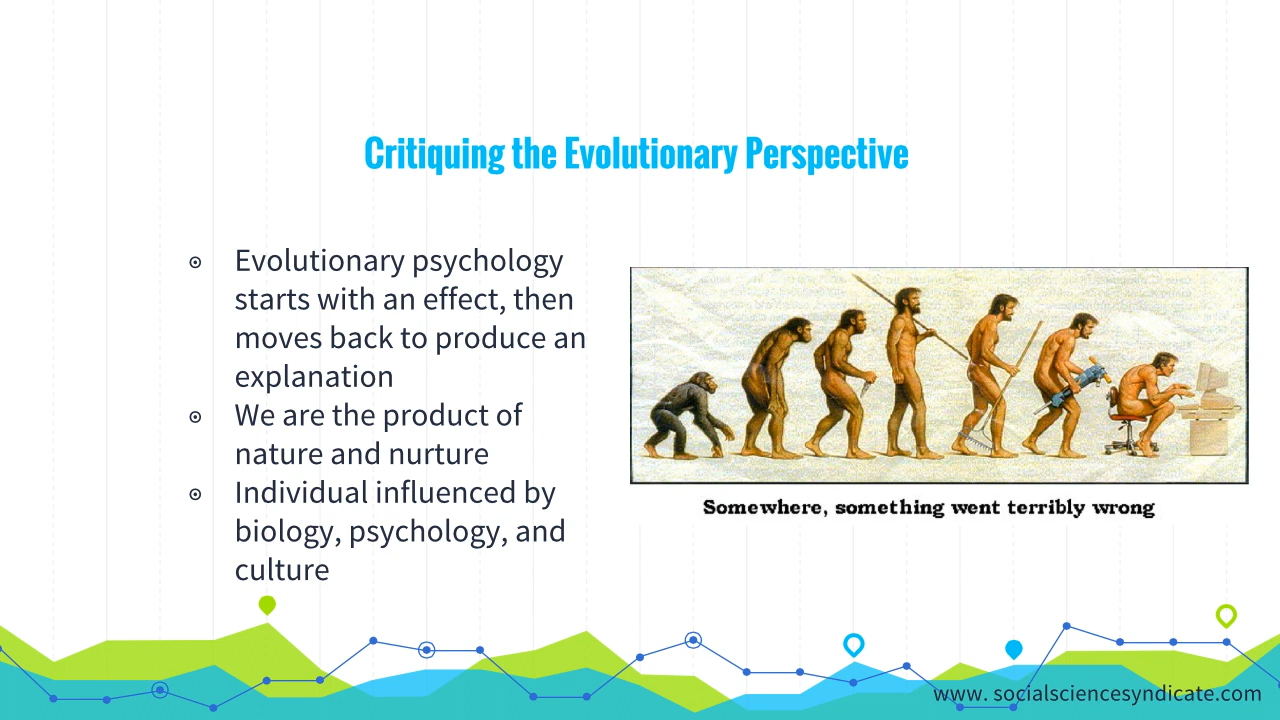 Critiquing the Evolutionary Perspective
Evolutionary psychology
starts with an effect, then
moves back to produce an
explanation
We are the product of
nature and nurture
Individual influenced by
biology, psychology, and
culture
Somewhere, something went terribly wrong
www. socialsciencesyndicate.com